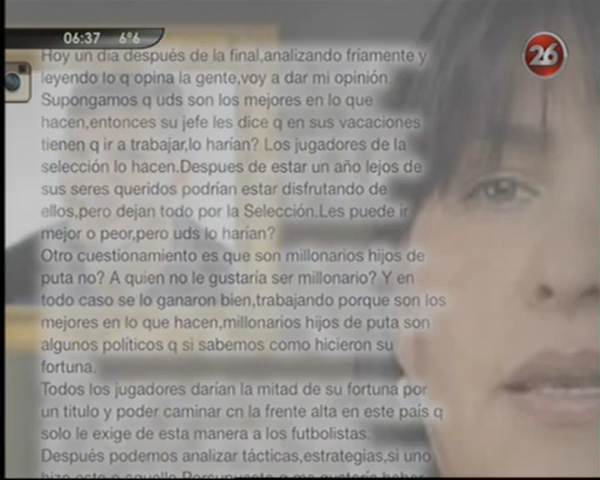 06:37 6°6
26
Hoy un día después de la final,analizando friamente y
leyendo lo q opina la gente,voy a dar mi opinión.
Supongamos q uds son los mejores en lo que
hacen,entonces su jefe les dice q en sus vacaciones
tienen q ir a trabajar,lo harían? Los jugadores de la
selección lo hacen.Despues de estar un año lejos de
sus seres queridos podrían estar disfrutando de
ellos,pero dejan todo por la Selección.Les puede ir
mejor o peor,pero uds lo harían?
Otro cuestionamiento es que son millonarios hijos de
puta no? A quien no le gustaría ser millonario? Y en
todo caso se lo ganaron bien,trabajando porque son los
mejores en lo que hacen,millonarios hijos de puta son
algunos políticos q si sabemos como hicieron su
fortuna.
Todos los jugadores darían la mitad de su fortuna por
un titulo y poder caminar cn la frente alta en este país q
solo le exige de esta manera a los futbolistas.
Después podemos analizar tácticas,estrategias,si uno